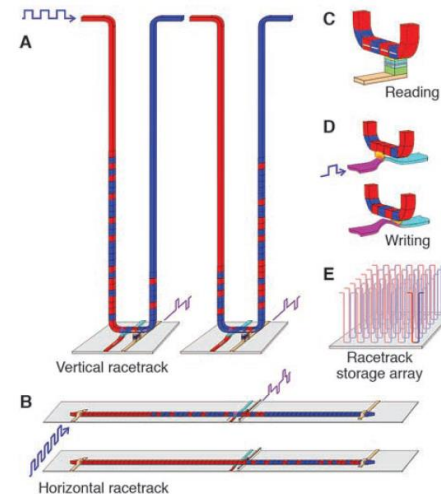 A
C
Reading
D
Writing
E
Racetrack
storage array
Vertical racetrack
B
Horizontal racetrack